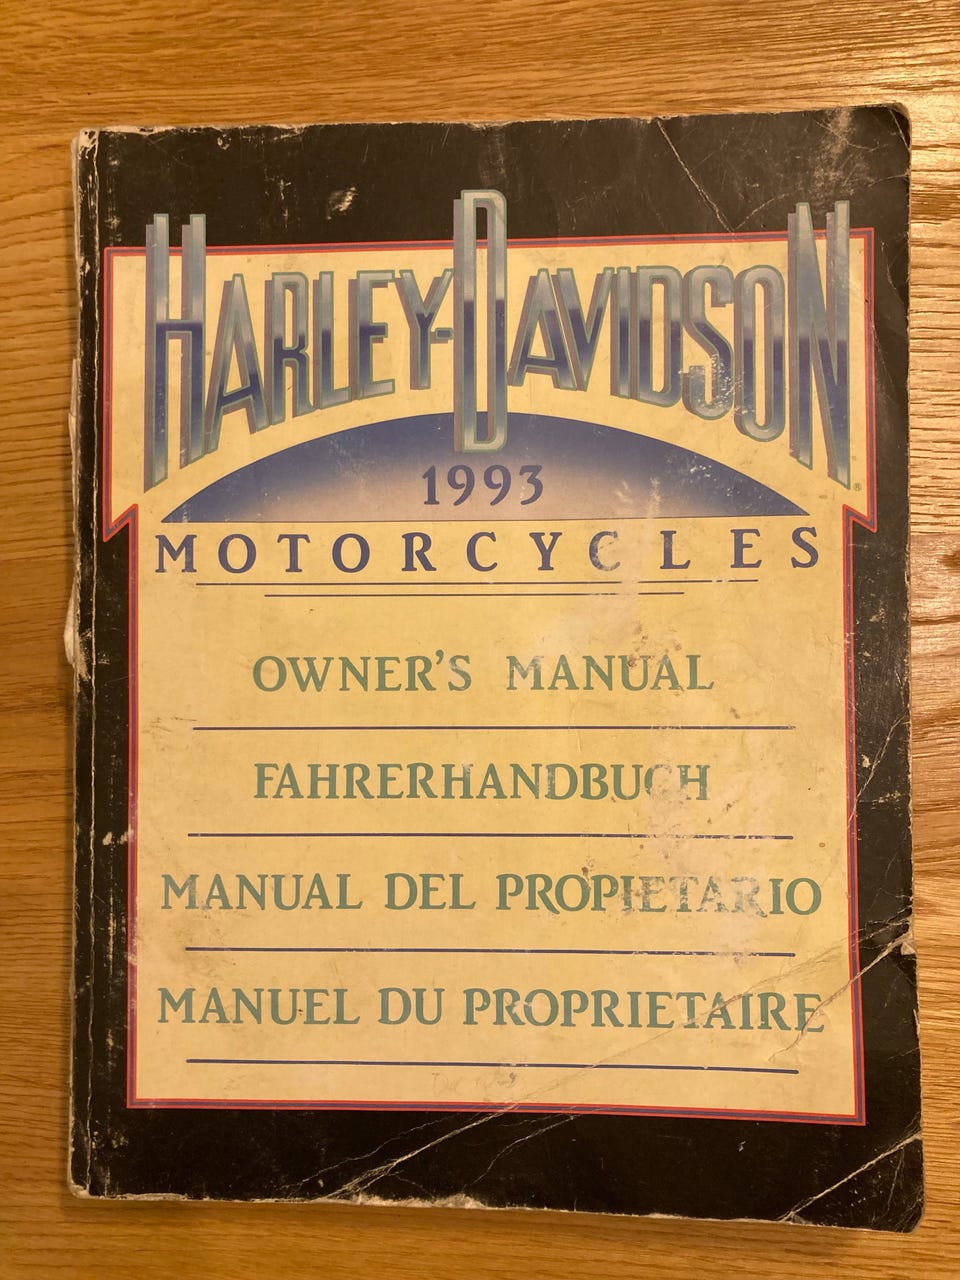 HARLEY-DAVIDSON®
1993
MOTORCYCLES
OWNER'S MANUAL
FAHRERHANDBUCH
MANUAL DEL PROPIETARIO
MANUEL DU PROPRIETAIRE